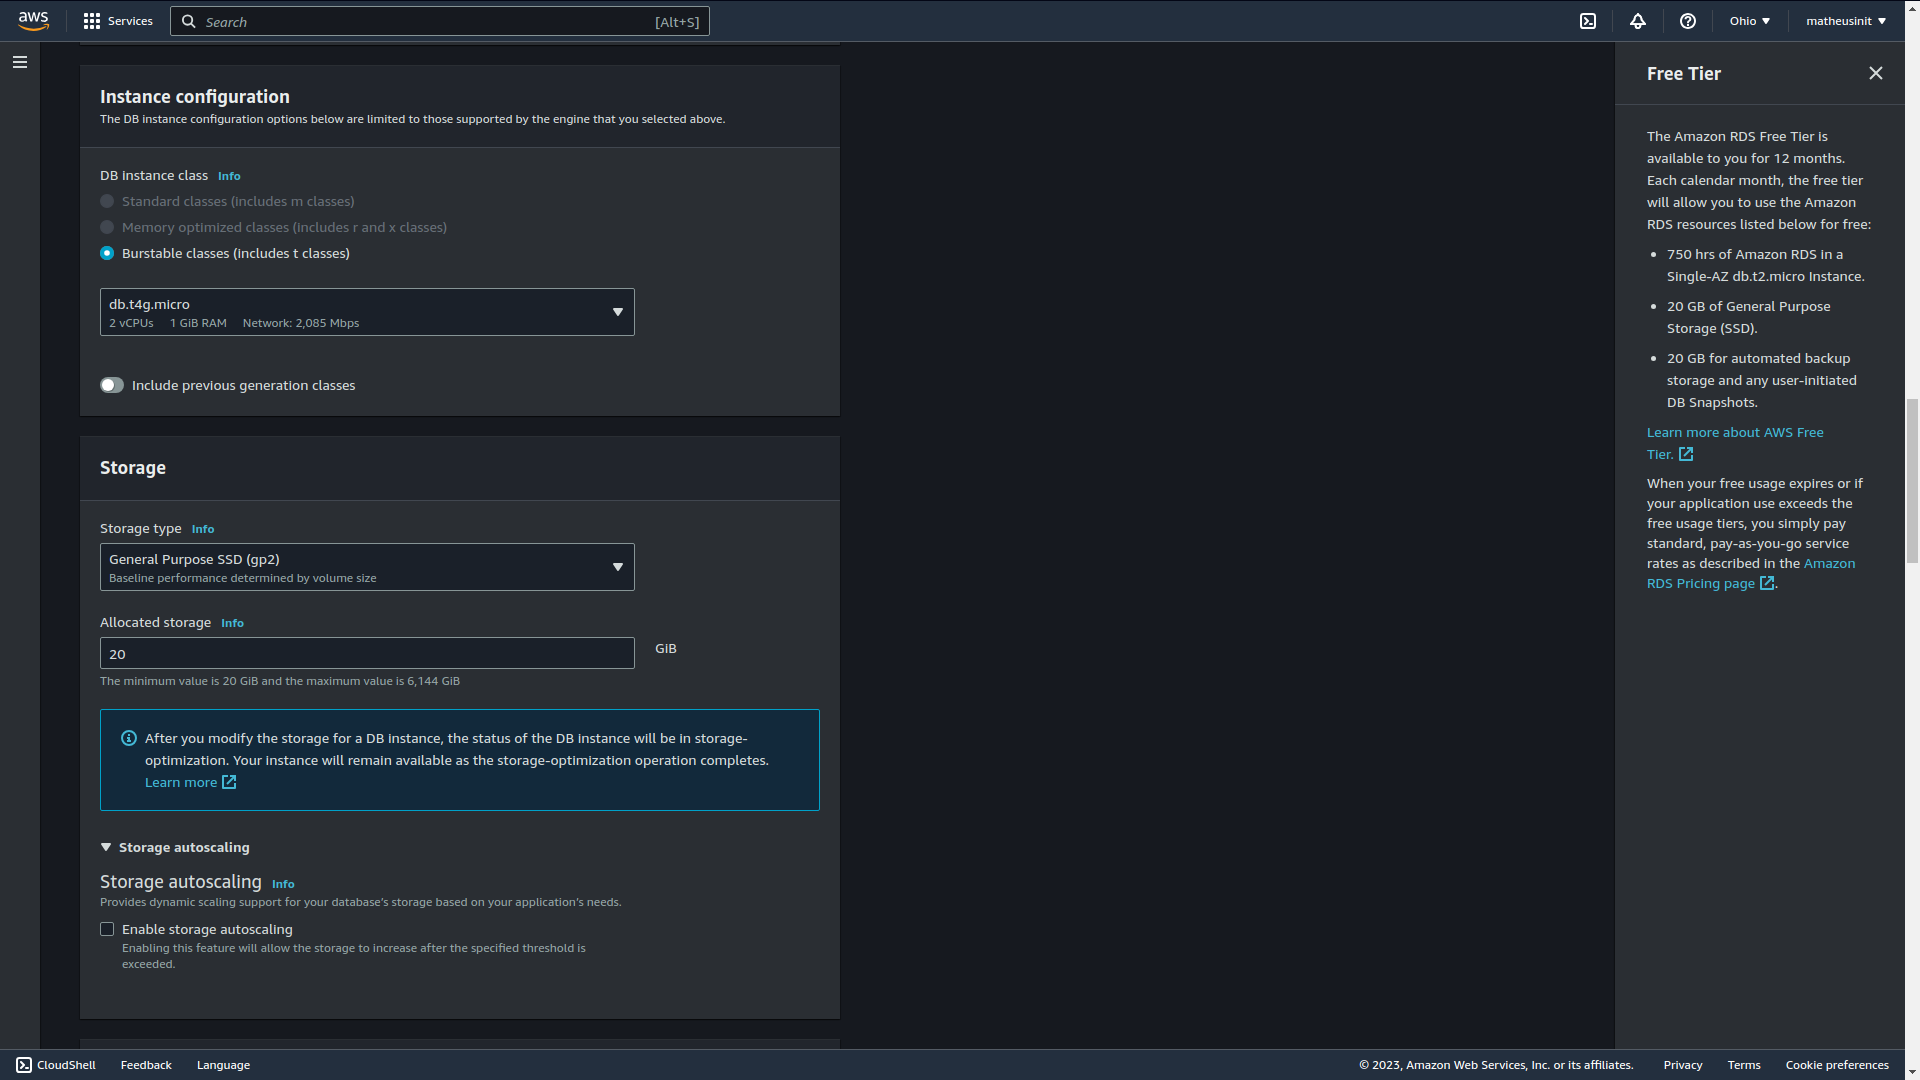 aws
Services
Search
[Alt+S]
Ohio
matheusinit
Instance configuration
The DB instance configuration options below are limited to those supported by the engine that you selected above.
DB instance class Info
Standard classes (includes m classes)
Memory optimized classes (includes r and x classes)
Burstable classes (includes t classes)
db.t4g.micro
2 vCPUs 1 GiB RAM Network: 2,085 Mbps
Include previous generation classes
Storage
Storage type Info
General Purpose SSD (gp2)
Baseline performance determined by volume size
Allocated storage Info
20
GiB
The minimum value is 20 GiB and the maximum value is 6,144 GiB
After you modify the storage for a DB instance, the status of the DB instance will be in storage-
optimization. Your instance will remain available as the storage-optimization operation completes.
Learn more
Storage autoscaling
Storage autoscaling Info
Provides dynamic scaling support for your database's storage based on your application's needs.
Enable storage autoscaling
Enabling this feature will allow the storage to increase after the specified threshold is
exceeded.
Free Tier
The Amazon RDS Free Tier is
available to you for 12 months.
Each calendar month, the free tier
will allow you to use the Amazon
RDS resources listed below for free:
750 hrs of Amazon RDS in a
Single-AZ db.t2.micro Instance.
20 GB of General Purpose
Storage (SSD).
20 GB for automated backup
storage and any user-initiated
DB Snapshots.
Learn more about AWS Free
Tier.
When your free usage expires or if
your application use exceeds the
free usage tiers, you simply pay
standard, pay-as-you-go service
rates as described in the Amazon
RDS Pricing page.
CloudShell
Feedback
Language
© 2023, Amazon Web Services, Inc. or its affiliates.
Privacy
Terms
Cookie preferences